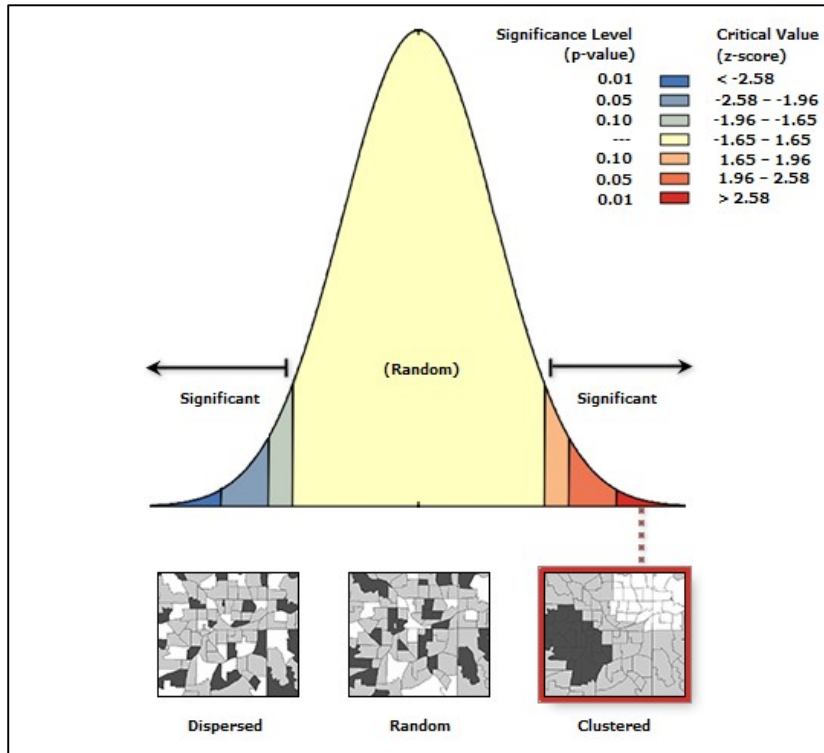 Significance Level Critical Value
(p-value) (z-score)
0.01 < -2.58
0.05 -2.58 – -1.96
0.10 -1.96 – -1.65
--- -1.65 – 1.65
0.10 1.65 – 1.96
0.05 1.96 – 2.58
0.01 > 2.58
(Random)
Significant Significant
Dispersed Random Clustered